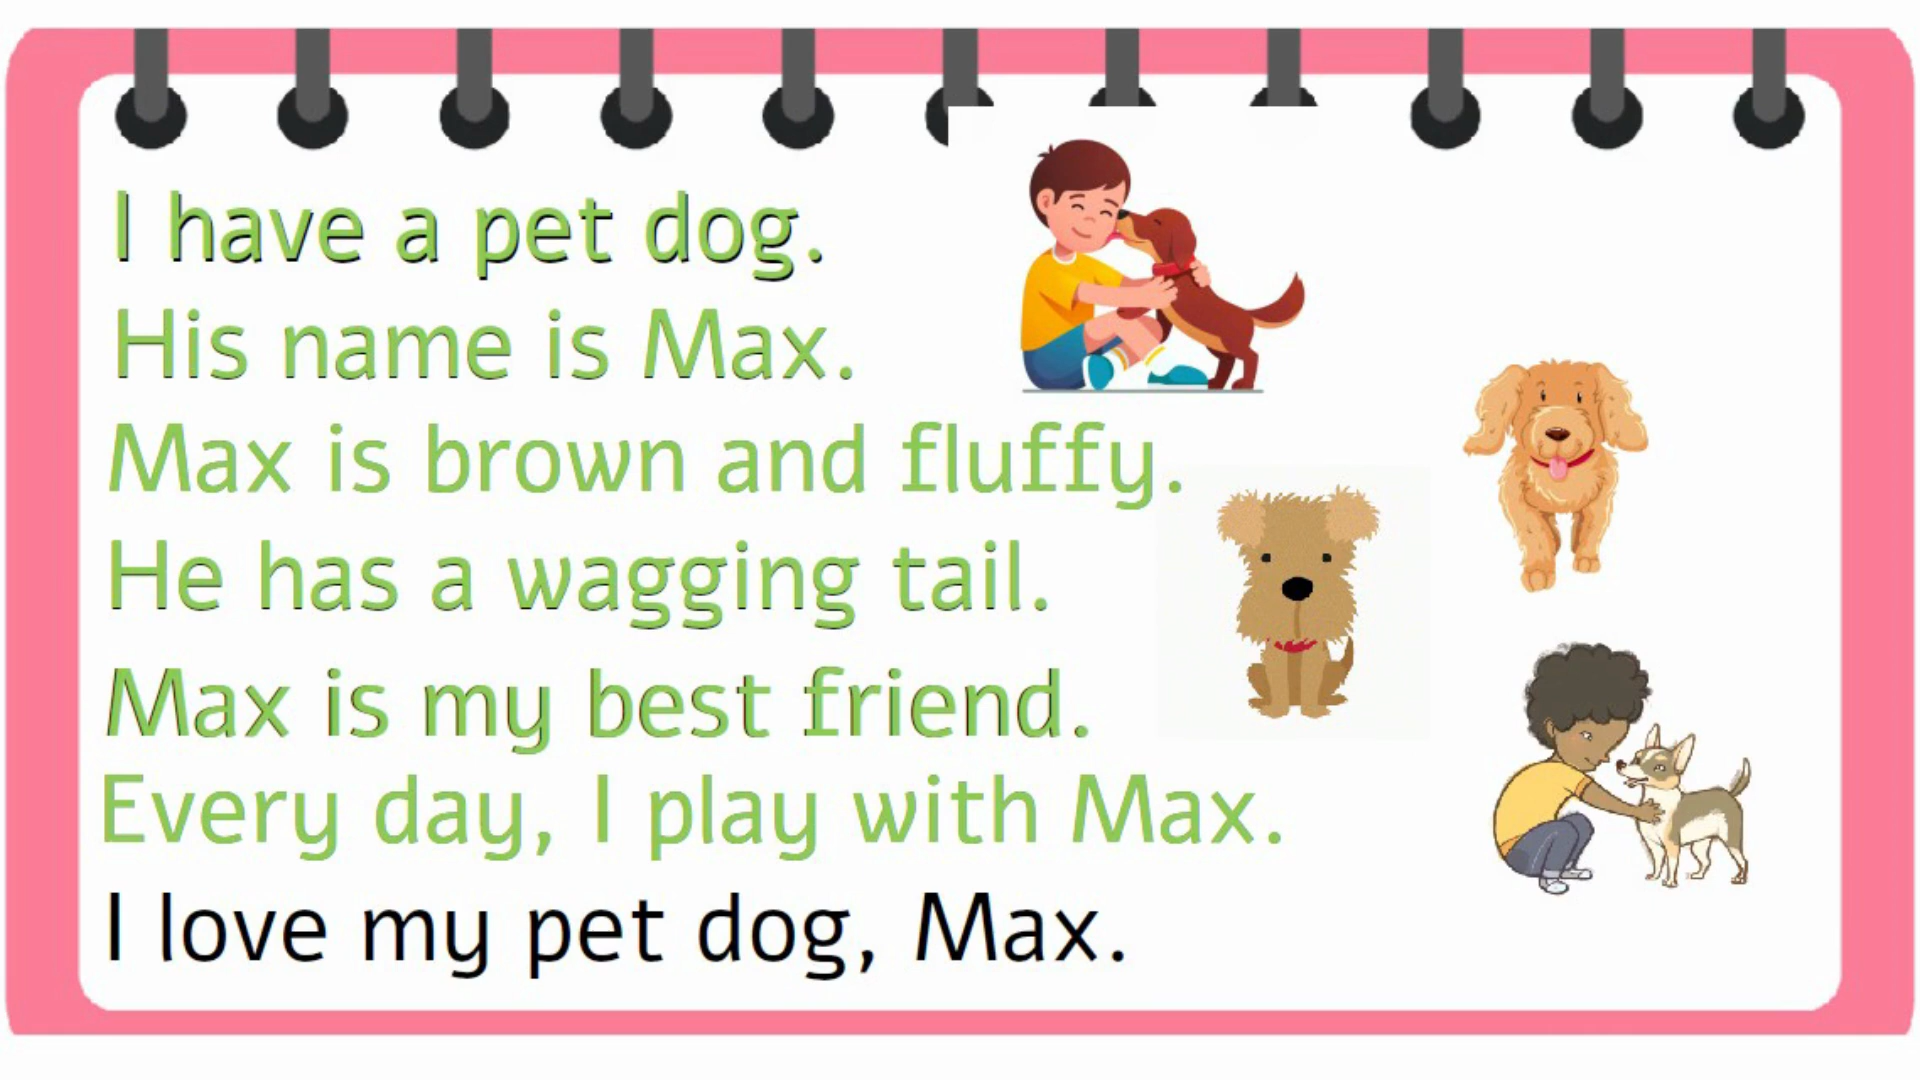 I have a pet dog.
His name is Max.
Max is brown and fluffy.
He has a wagging tail.
Max is my best friend.
Every day, I play with Max.
I love my pet dog, Max.